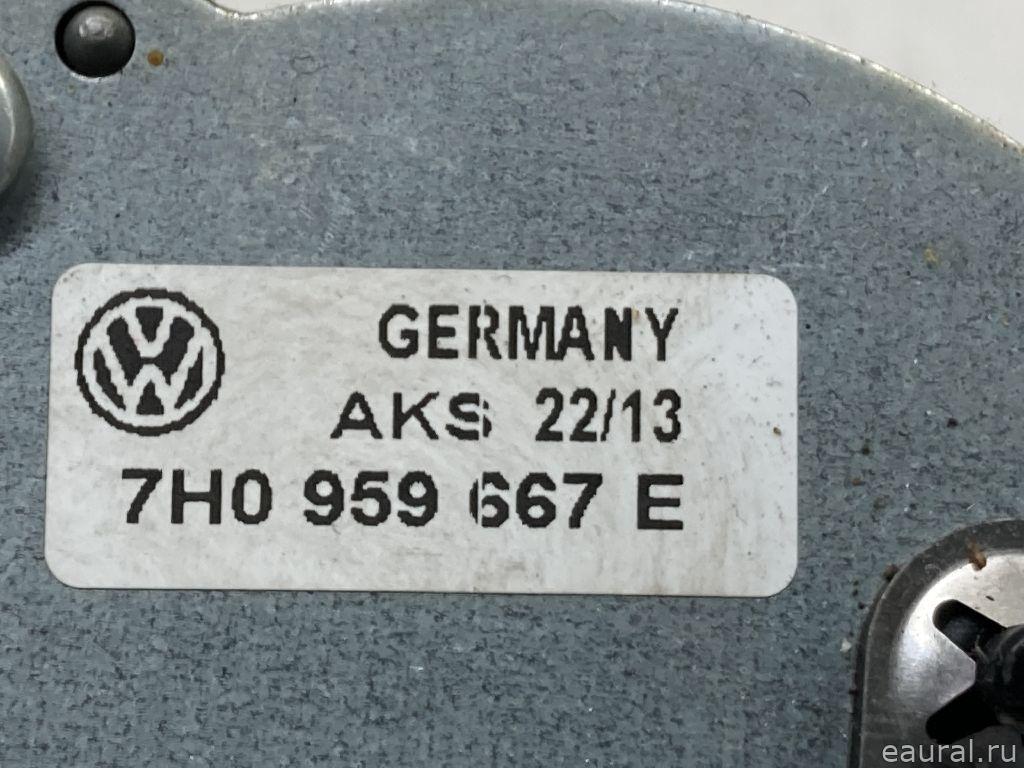 GERMANY
AKS 22/13
7H0 959 667 E
eaural.ru